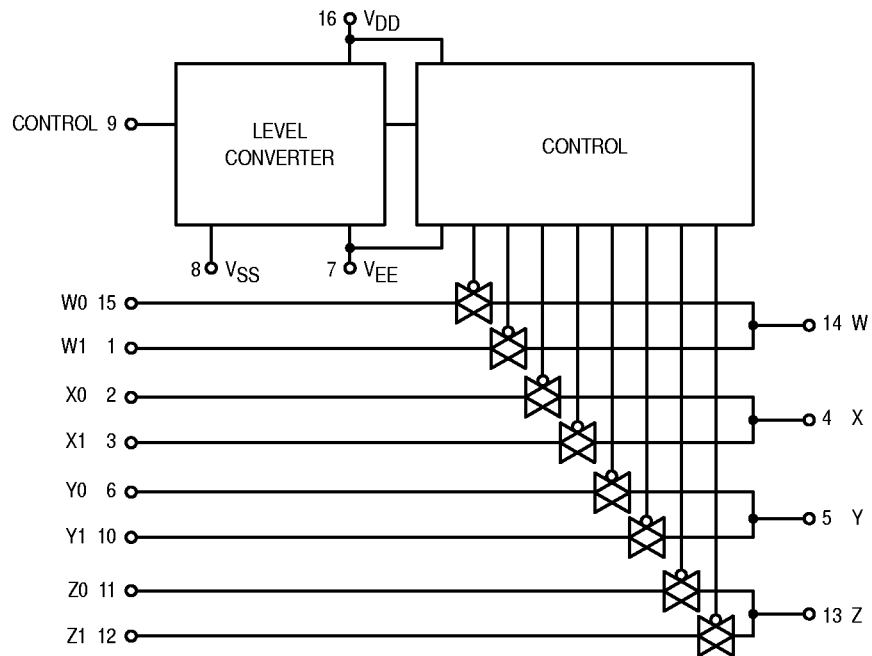 16 VDD
CONTROL 9
LEVEL
CONVERTER
CONTROL
8 VSS
7 VEE
W0 15
14 W
W1 1
X0 2
4 X
X1 3
Y0 6
5 Y
Y1 10
Z0 11
13 Z
Z1 12